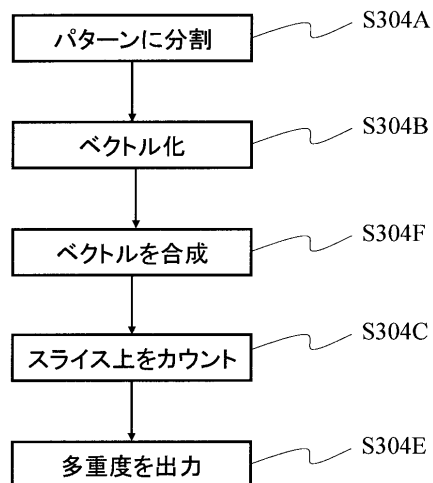 パターンに分割
S304A
ベクトル化
S304B
ベクトルを合成
S304F
スライス上をカウント
S304C
多重度を出力
S304E